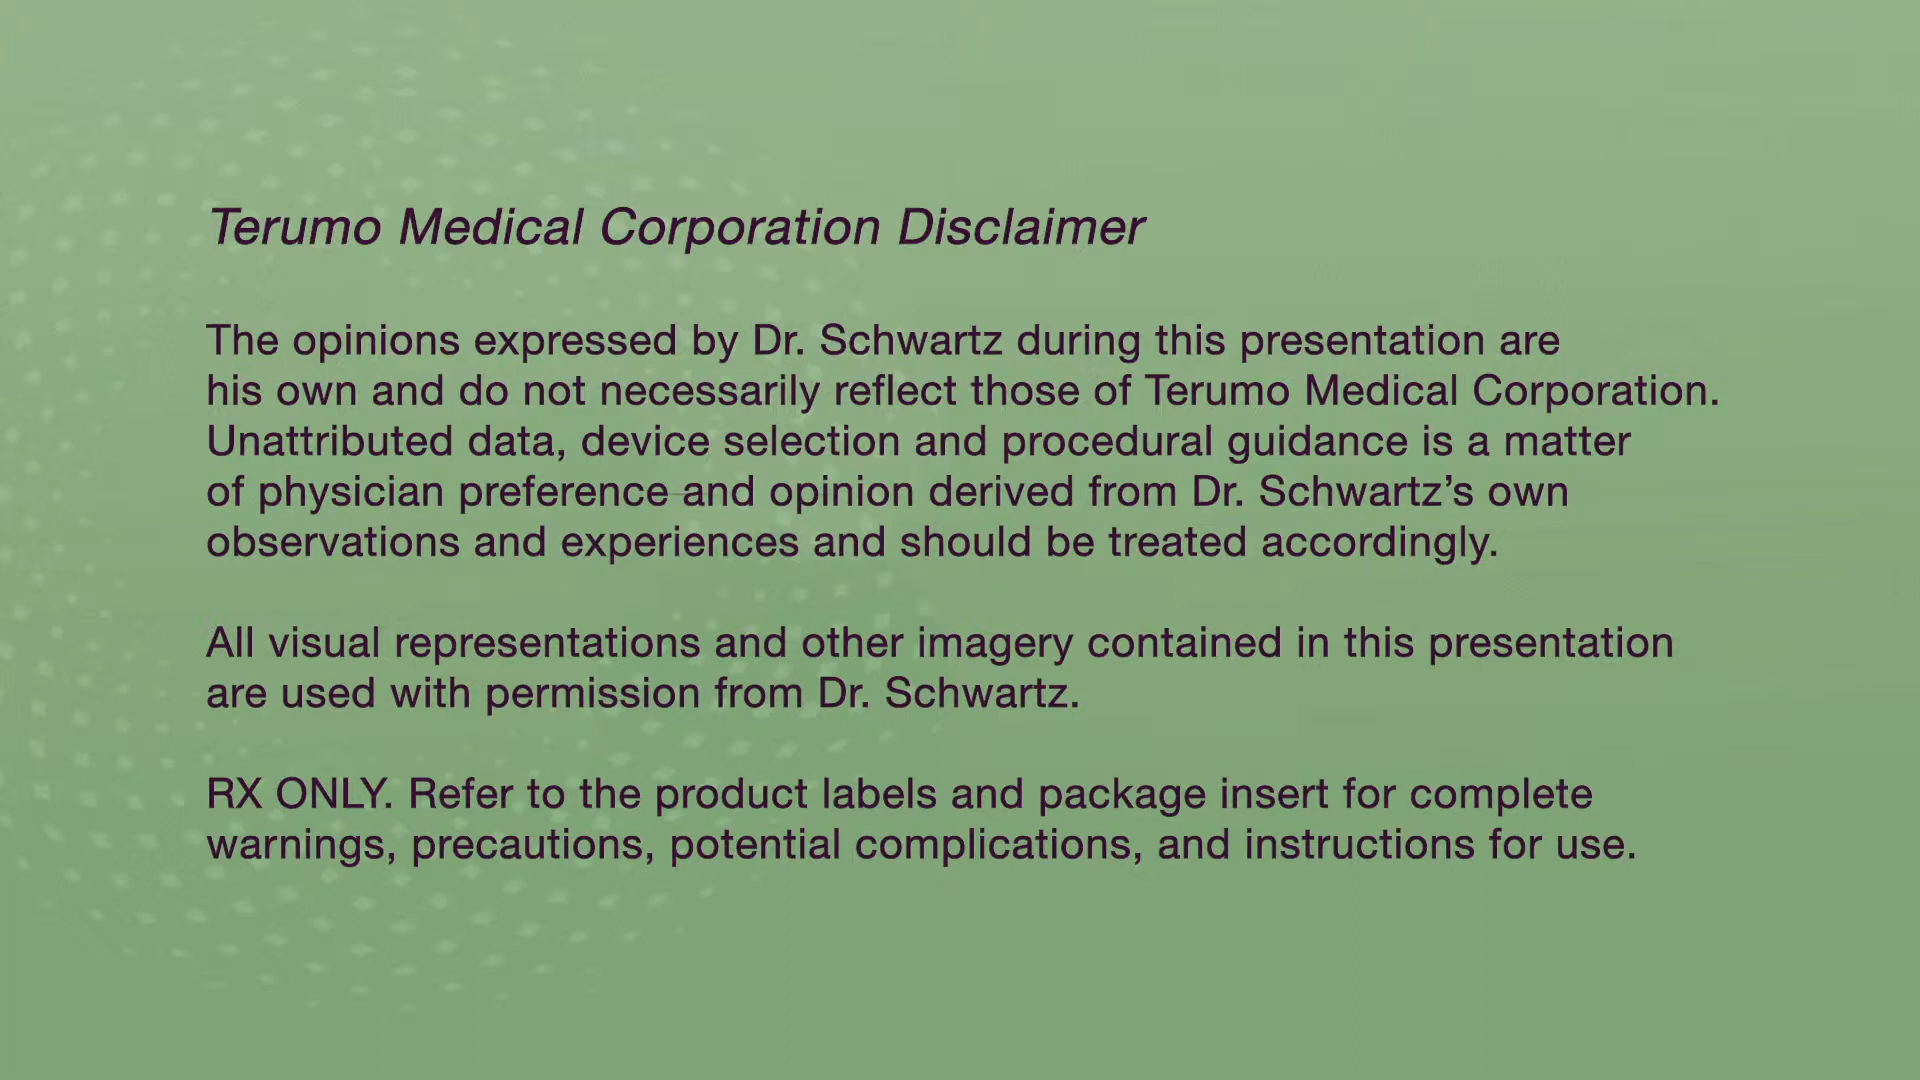 Terumo Medical Corporation Disclaimer
The opinions expressed by Dr. Schwartz during this presentation are
his own and do not necessarily reflect those of Terumo Medical Corporation.
Unattributed data, device selection and procedural guidance is a matter
of physician preference and opinion derived from Dr. Schwartz’s own
observations and experiences and should be treated accordingly.
All visual representations and other imagery contained in this presentation
are used with permission from Dr. Schwartz.
RX ONLY. Refer to the product labels and package insert for complete
warnings, precautions, potential complications, and instructions for use.